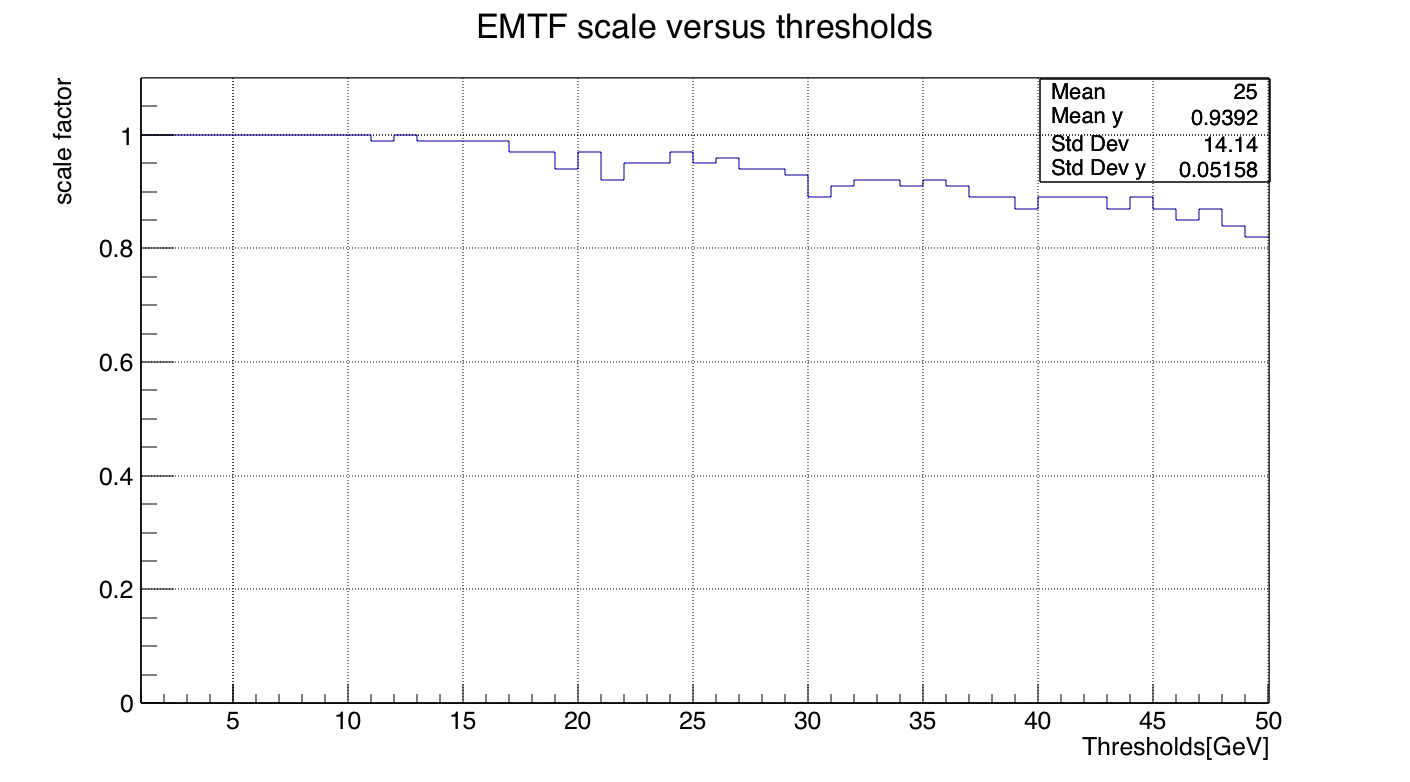 EMTF scale versus thresholds
scale factor
Mean 25
Mean y 0.9392
Std Dev 14.14
Std Dev y 0.05158
1
0.8
0.6
0.4
0.2
0
5 10 15 20 25 30 35 40 45 50
Thresholds[GeV]